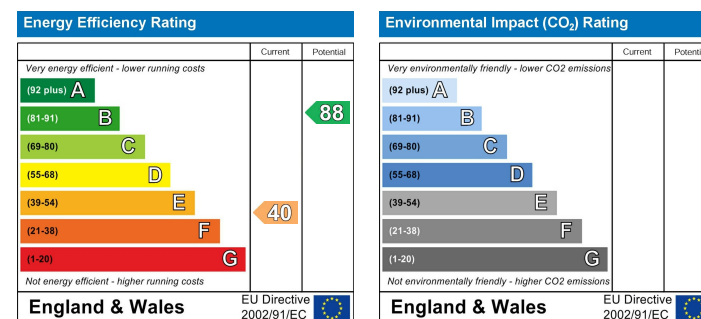 Energy Efficiency Rating
Current Potential
Very energy efficient - lower running costs
(92 plus) A
(81-91) B
88
(69-80) C
(55-68) D
(39-54) E
40
(21-38) F
(1-20) G
Not energy efficient - higher running costs
England & Wales
EU Directive
2002/91/EC
Environmental Impact (CO₂) Rating
Current Potenti
Very environmentally friendly - lower CO2 emissions
(92 plus) A
(81-91) B
(69-80) C
(55-68) D
(39-54) E
(21-38) F
(1-20) G
Not environmentally friendly - higher CO2 emissions
England & Wales
EU Directive
2002/91/EC